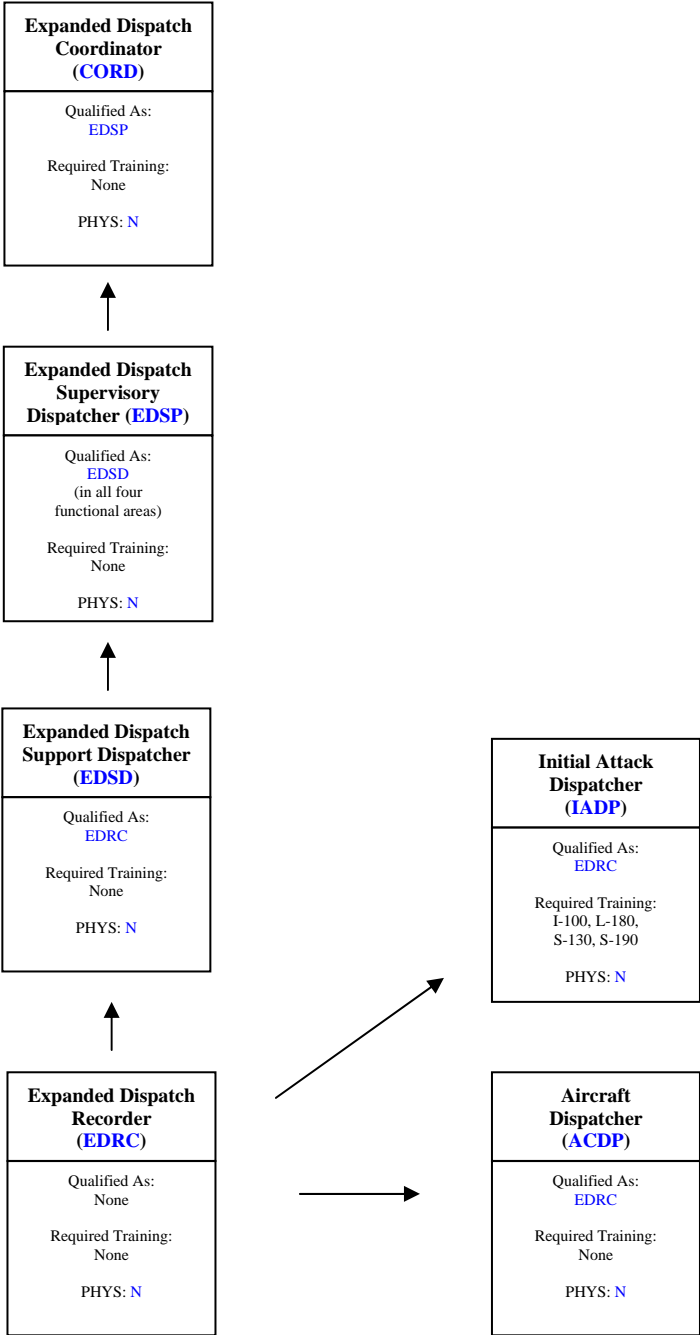 Expanded Dispatch
Coordinator
(CORD)
Qualified As:
EDSP
Required Training:
None
PHYS: N
Expanded Dispatch
Supervisory
Dispatcher (EDSP)
Qualified As:
EDSD
(in all four
functional areas)
Required Training:
None
PHYS: N
Expanded Dispatch
Support Dispatcher
(EDSD)
Qualified As:
EDRC
Required Training:
None
PHYS: N
Initial Attack
Dispatcher
(IADP)
Qualified As:
EDRC
Required Training:
I-100, L-180,
S-130, S-190
PHYS: N
Expanded Dispatch
Recorder
(EDRC)
Qualified As:
None
Required Training:
None
PHYS: N
Aircraft
Dispatcher
(ACDP)
Qualified As:
EDRC
Required Training:
None
PHYS: N